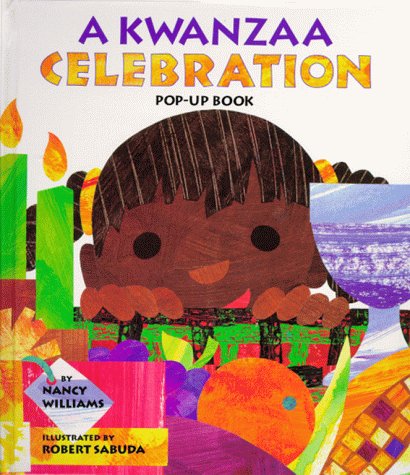 A KWANZAA
CELEBRATION
POP-UP BOOK
BY
NANCY
WILLIAMS
ILLUSTRATED BY
ROBERT SABUDA